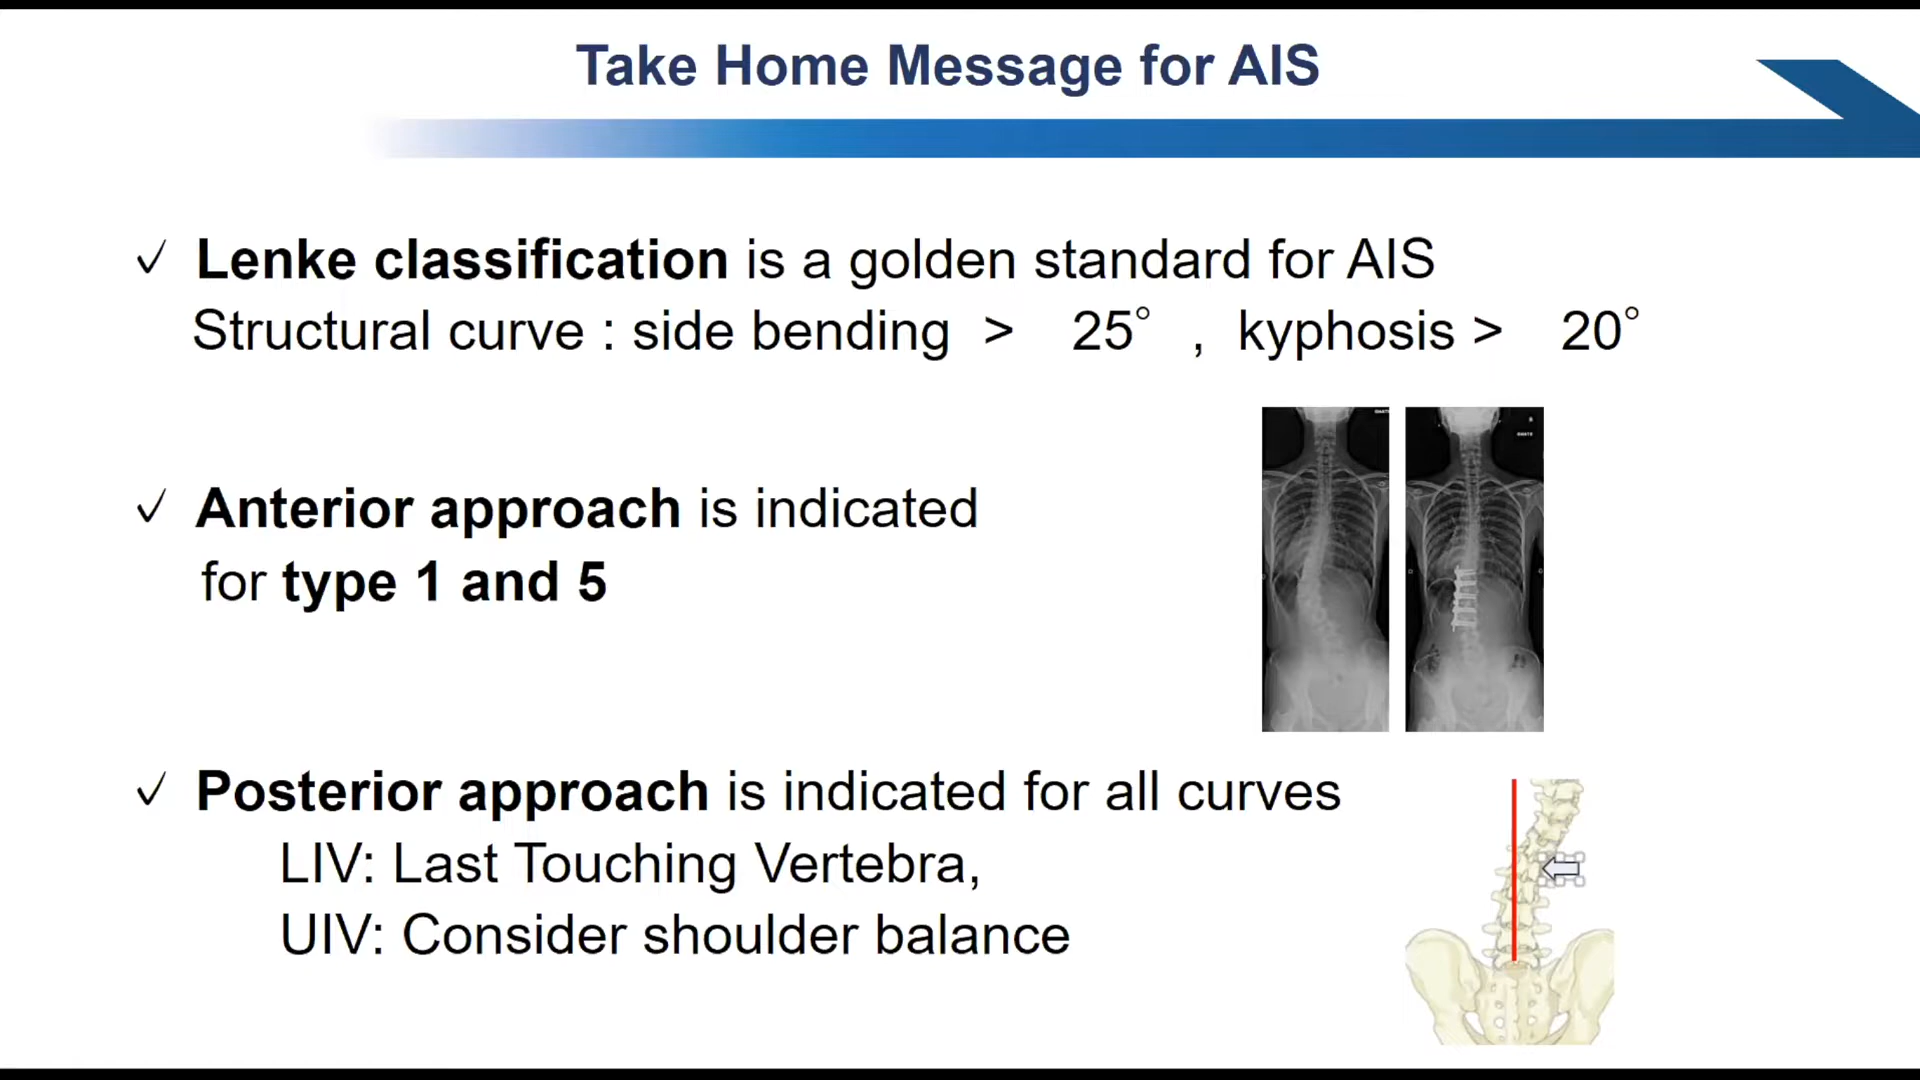 Take Home Message for AIS
✓ Lenke classification is a golden standard for AIS
Structural curve : side bending > 25° , kyphosis > 20°
✓ Anterior approach is indicated
for type 1 and 5
✓ Posterior approach is indicated for all curves
LIV: Last Touching Vertebra,
UIV: Consider shoulder balance